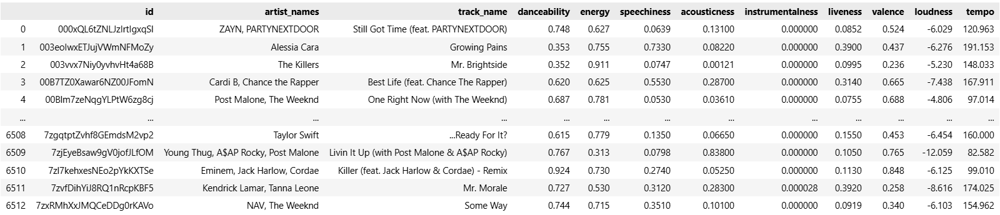 id artist_names track_name danceability energy speechiness acousticness instrumentalness liveness valence loudness tempo
0 000xQL6tZNLJzIrtIgxqSl ZAYN, PARTYNEXTDOOR Still Got Time (feat. PARTYNEXTDOOR) 0.748 0.627 0.0639 0.13100 0.000000 0.0852 0.524 -6.029 120.963
1 003eoIwxETJujVWmNFMoZy Alessia Cara Growing Pains 0.353 0.755 0.7330 0.08220 0.000000 0.3900 0.437 -6.276 191.153
2 003vvx7Niy0yvhvHt4a68B The Killers Mr. Brightside 0.352 0.911 0.0747 0.00121 0.000000 0.0995 0.236 -5.230 148.033
3 00B7TZ0Xawar6NZ00JFomN Cardi B, Chance the Rapper Best Life (feat. Chance The Rapper) 0.620 0.625 0.5530 0.28700 0.000000 0.3140 0.665 -7.438 167.911
4 00Blm7zeNqgYLPtW6zg8cj Post Malone, The Weeknd One Right Now (with The Weeknd) 0.687 0.781 0.0530 0.03610 0.000000 0.0755 0.688 -4.806 97.014
... ... ... ... ... ... ... ... ... ... ... ... ...
6508 7zgqtptZvhf8GEmdsM2vp2 Taylor Swift ...Ready For It? 0.615 0.779 0.1350 0.06650 0.000000 0.1550 0.453 -6.454 160.000
6509 7zjEyeBsaw9gV0jofJLfOM Young Thug, A$AP Rocky, Post Malone Livin It Up (with Post Malone & A$AP Rocky) 0.767 0.313 0.0798 0.83800 0.000000 0.1050 0.765 -12.059 82.582
6510 7zl7kehxesNEo2pYkKXTSe Eminem, Jack Harlow, Cordae Killer (feat. Jack Harlow & Cordae) - Remix 0.924 0.730 0.2740 0.05250 0.000000 0.1130 0.848 -6.125 99.010
6511 7zvfDihYiJ8RQ1nRcpKBF5 Kendrick Lamar, Tanna Leone Mr. Morale 0.727 0.530 0.3120 0.28300 0.000028 0.3920 0.258 -8.616 174.025
6512 7zxRMhXxJMQCeDDg0rKAVo NAV, The Weeknd Some Way 0.744 0.715 0.3510 0.10100 0.000000 0.0919 0.340 -6.103 154.962